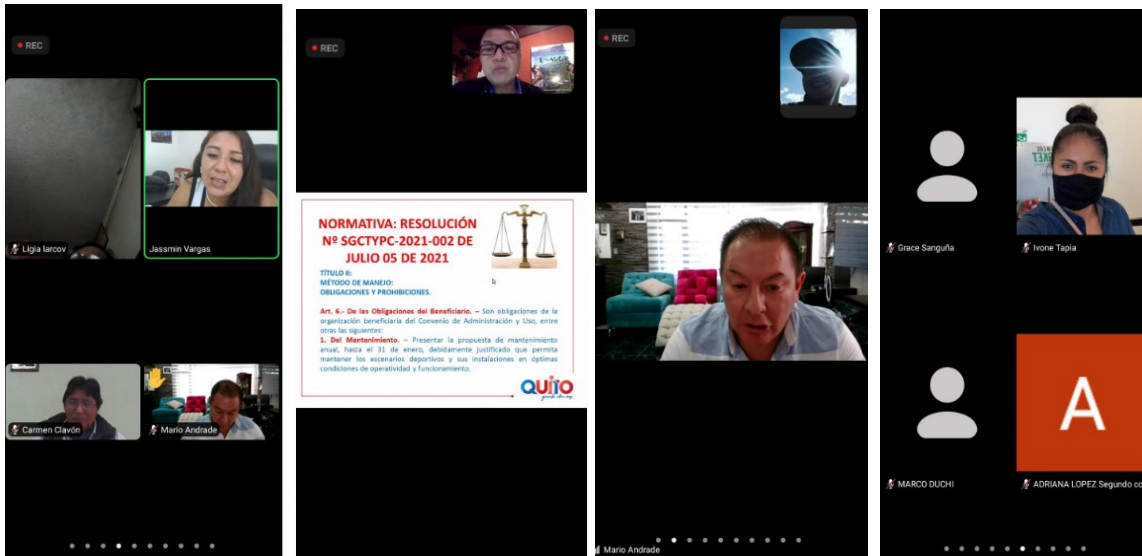 REC
Ligia Iarcov
Jassmin Vargas
Carmen Clavón
Mario Andrade
REC
NORMATIVA: RESOLUCIÓN
Nº SGCTYPC-2021-002 DE
JULIO 05 DE 2021
TÍTULO II:
MÉTODO DE MANEJO:
OBLIGACIONES Y PROHIBICIONES.
Art. 6.- De las Obligaciones del Beneficiario. – Son obligaciones de la
organización beneficiaria del Convenio de Administración y Uso, entre
otras las siguientes:
1. Del Mantenimiento. – Presentar la propuesta de mantenimiento
anual, hasta el 31 de enero, debidamente justificado que permita
mantener los escenarios deportivos y sus instalaciones en óptimas
condiciones de operatividad y funcionamiento.
QUITO
REC
Mario Andrade
Grace Sanguña
Ivone Tapia
MARCO DUCHI
A
ADRIANA LOPEZ Segundo co